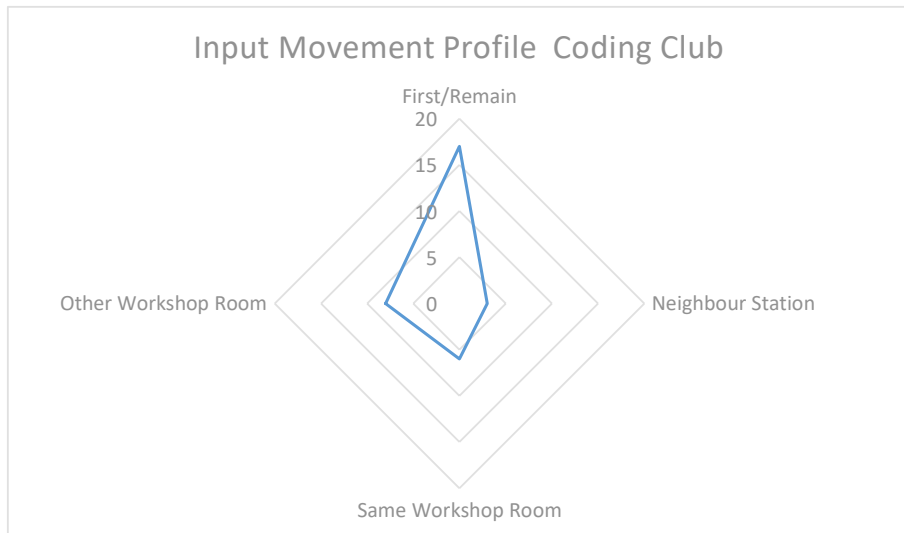 Input Movement Profile  Coding Club
First/Remain
20
15
10
5
0
Other Workshop Room
Neighbour Station
Same Workshop Room